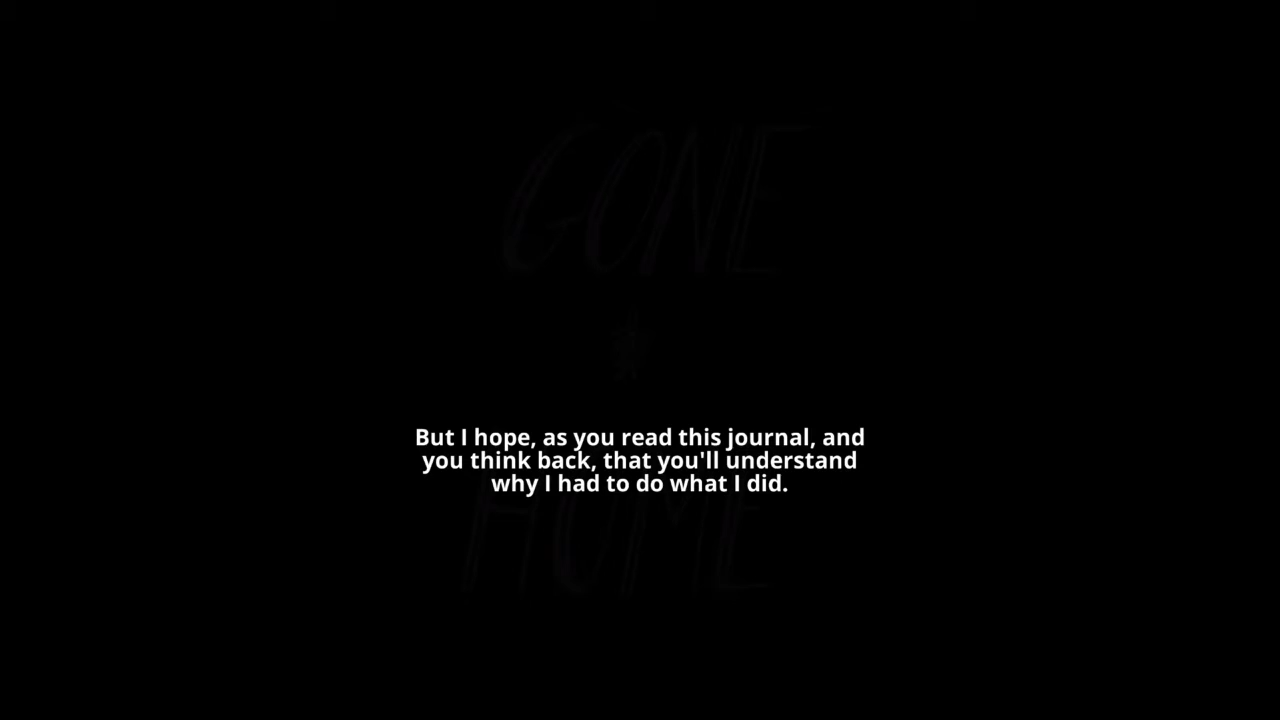 GONE
But I hope, as you read this journal, and
you think back, that you'll understand
why I had to do what I did.
HOME